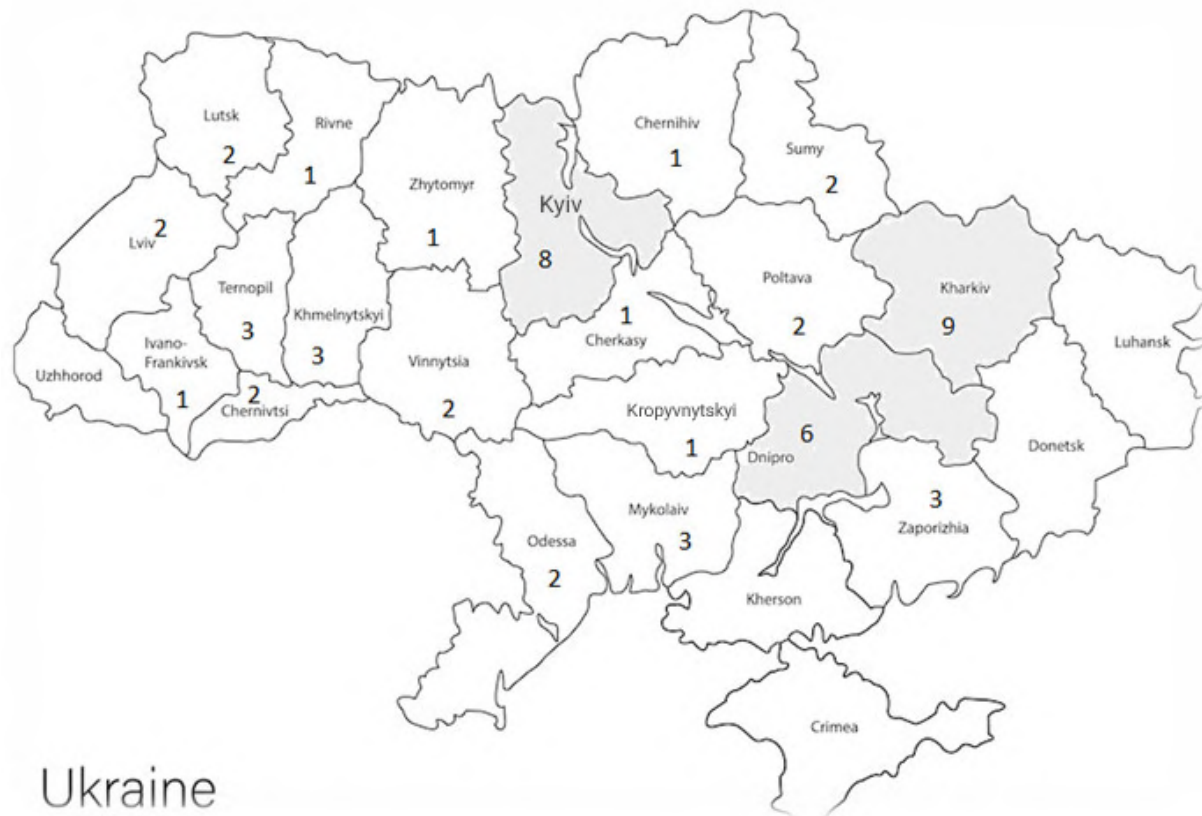 Lutsk
2
Rivne
1
Zhytomyr
1
Kyiv
8
Chernihiv
1
Sumy
2
Lviv
2
Ternopil
3
Khmelnytskyi
3
Vinnytsia
2
Cherkasy
1
Poltava
2
Kharkiv
9
Luhansk
Uzhhorod
Ivano-
Frankivsk
1
Chernivtsi
2
Kropyvnytskyi
1
Dnipro
6
Donetsk
Odessa
2
Mykolaiv
3
Zaporizhia
3
Kherson
Crimea
Ukraine